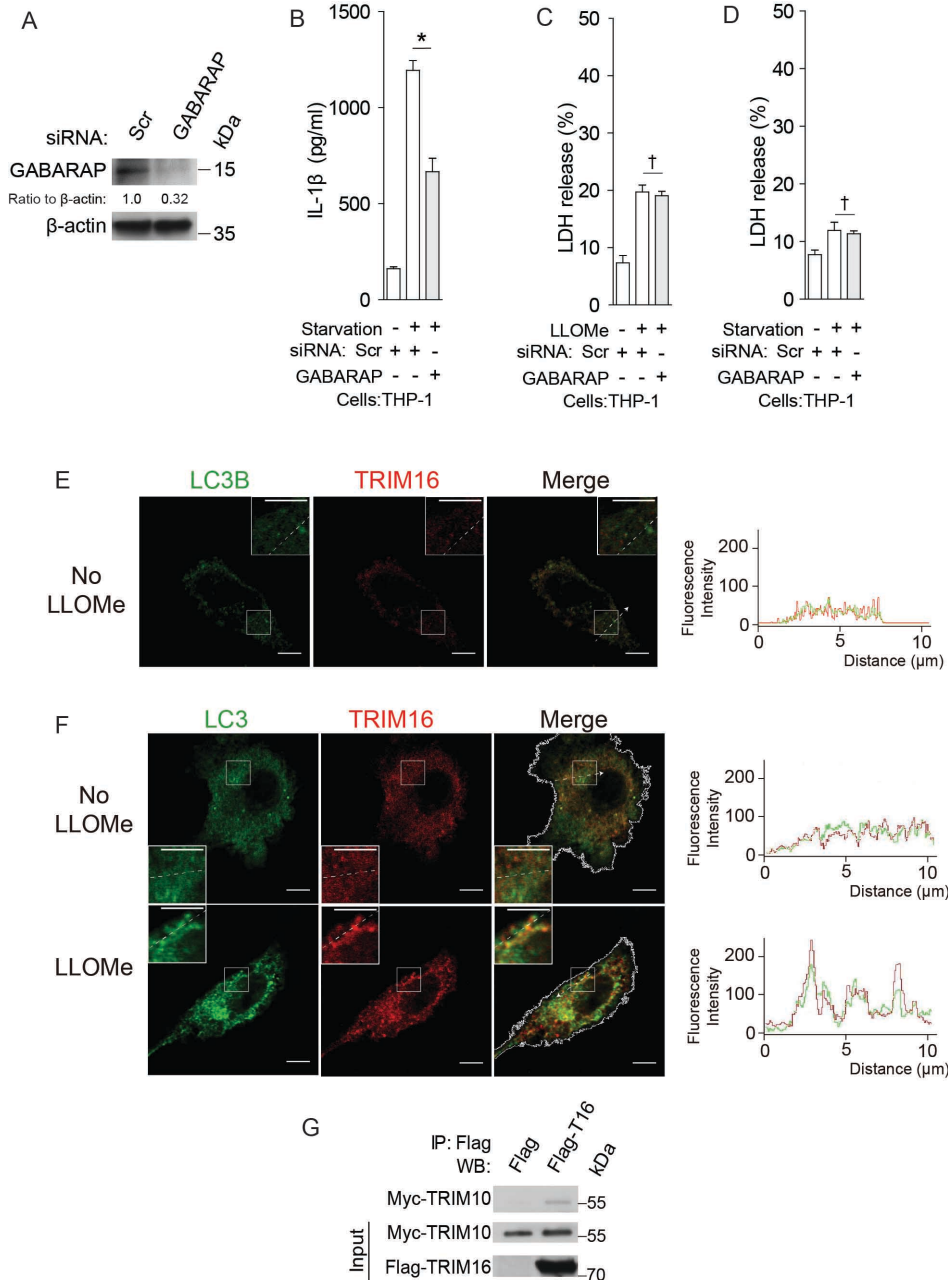 A
siRNA: Scr GABARAP kDa
GABARAP 15
Ratio to β-actin: 1.0 0.32
β-actin 35
B
IL-1β (pg/ml)
1500
1000
500
0
*
Starvation - + +
siRNA: Scr + + -
GABARAP - - +
Cells:THP-1
C
LDH release (%)
50
40
30
20
10
0
†
LLOMe - + +
siRNA: Scr + + -
GABARAP - - +
Cells:THP-1
D
LDH release (%)
50
40
30
20
10
0
†
Starvation - + +
siRNA: Scr + + -
GABARAP - - +
Cells:THP-1
E
LC3B TRIM16 Merge
No
LLOMe
Fluorescence
Intensity
200
100
0
0 5 10
Distance (µm)
F
LC3 TRIM16 Merge
No
LLOMe
Fluorescence
Intensity
200
100
0
0 5 10
Distance (µm)
LLOMe
Fluorescence
Intensity
200
100
0
0 5 10
Distance (µm)
G
IP: Flag
WB: Flag Flag-T16 kDa
Myc-TRIM10 55
Input
Myc-TRIM10 55
Flag-TRIM16 70